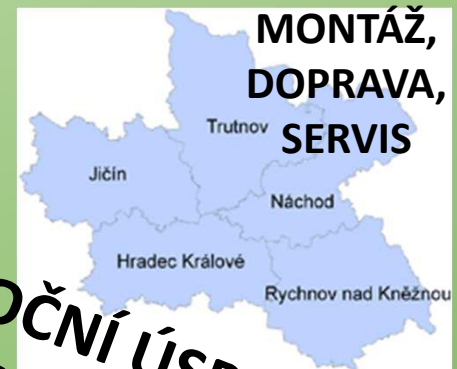 MONTÁŽ,
DOPRAVA,
SERVIS
Trutnov
Jičín
Náchod
Hradec Králové
Rychnov nad Kněžnou